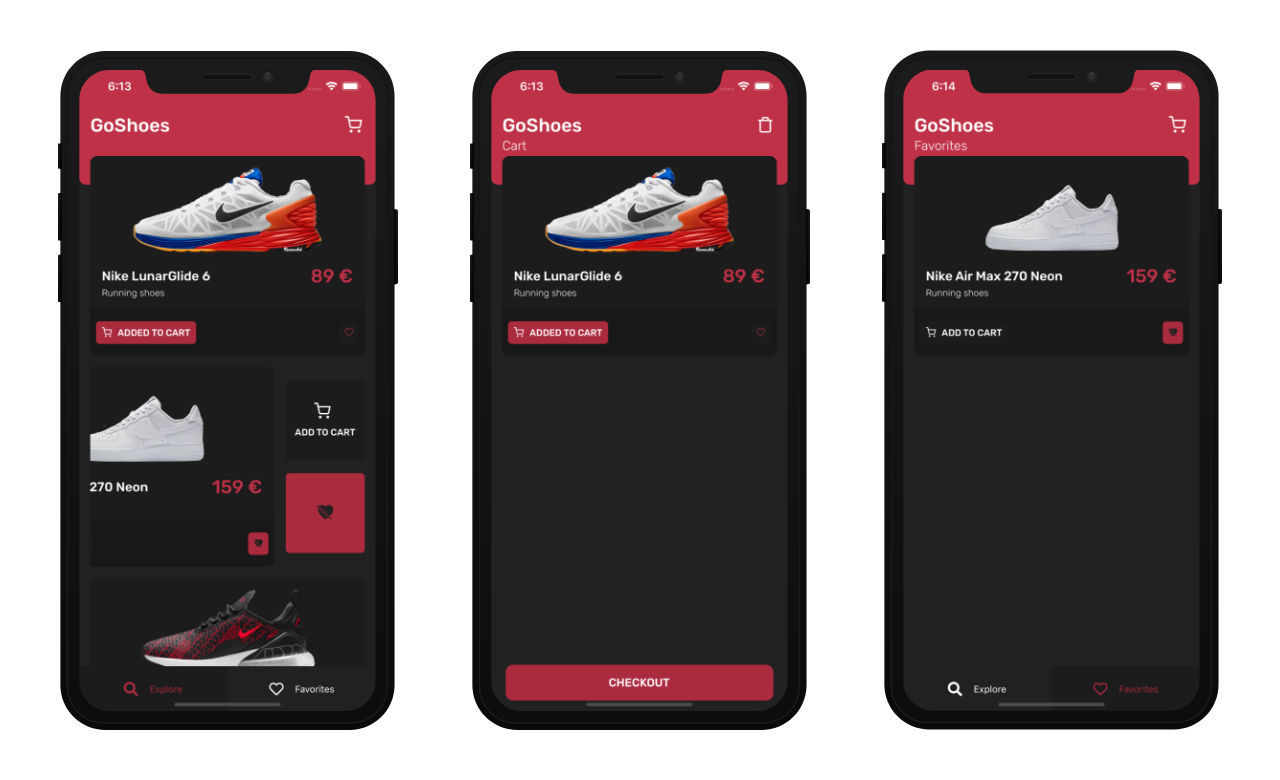 6:13
GoShoes
Nike LunarGlide 6
89 €
Running shoes
ADDED TO CART
ADD TO CART
270 Neon
159 €
Explore
Favorites
6:13
GoShoes
Cart
Nike LunarGlide 6
89 €
Running shoes
ADDED TO CART
CHECKOUT
6:14
GoShoes
Favorites
Nike Air Max 270 Neon
159 €
Running shoes
ADD TO CART
Explore
Favorites